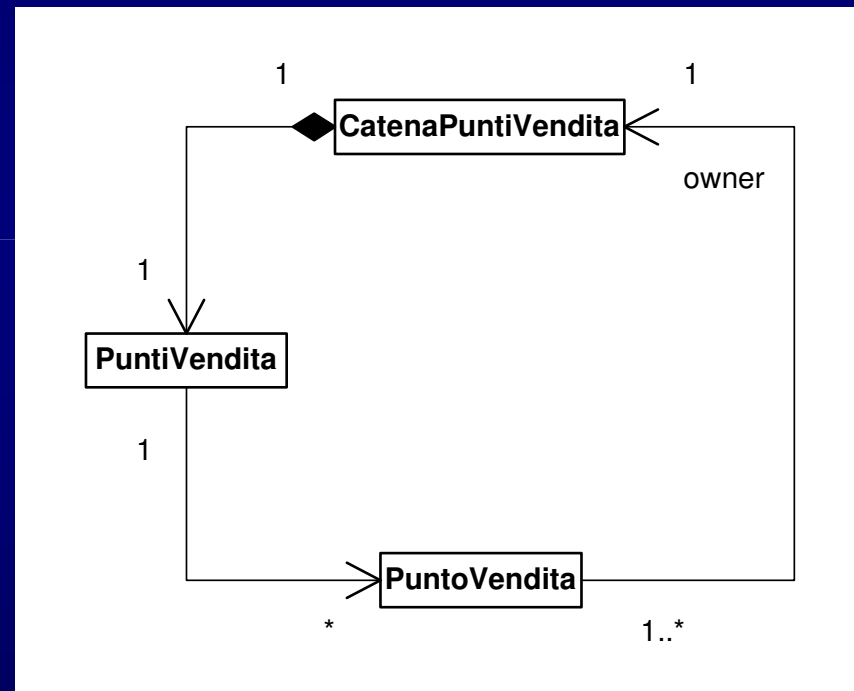 1
1
CatenaPuntiVendita
owner
1
PuntiVendita
1
PuntoVendita
*
1..*